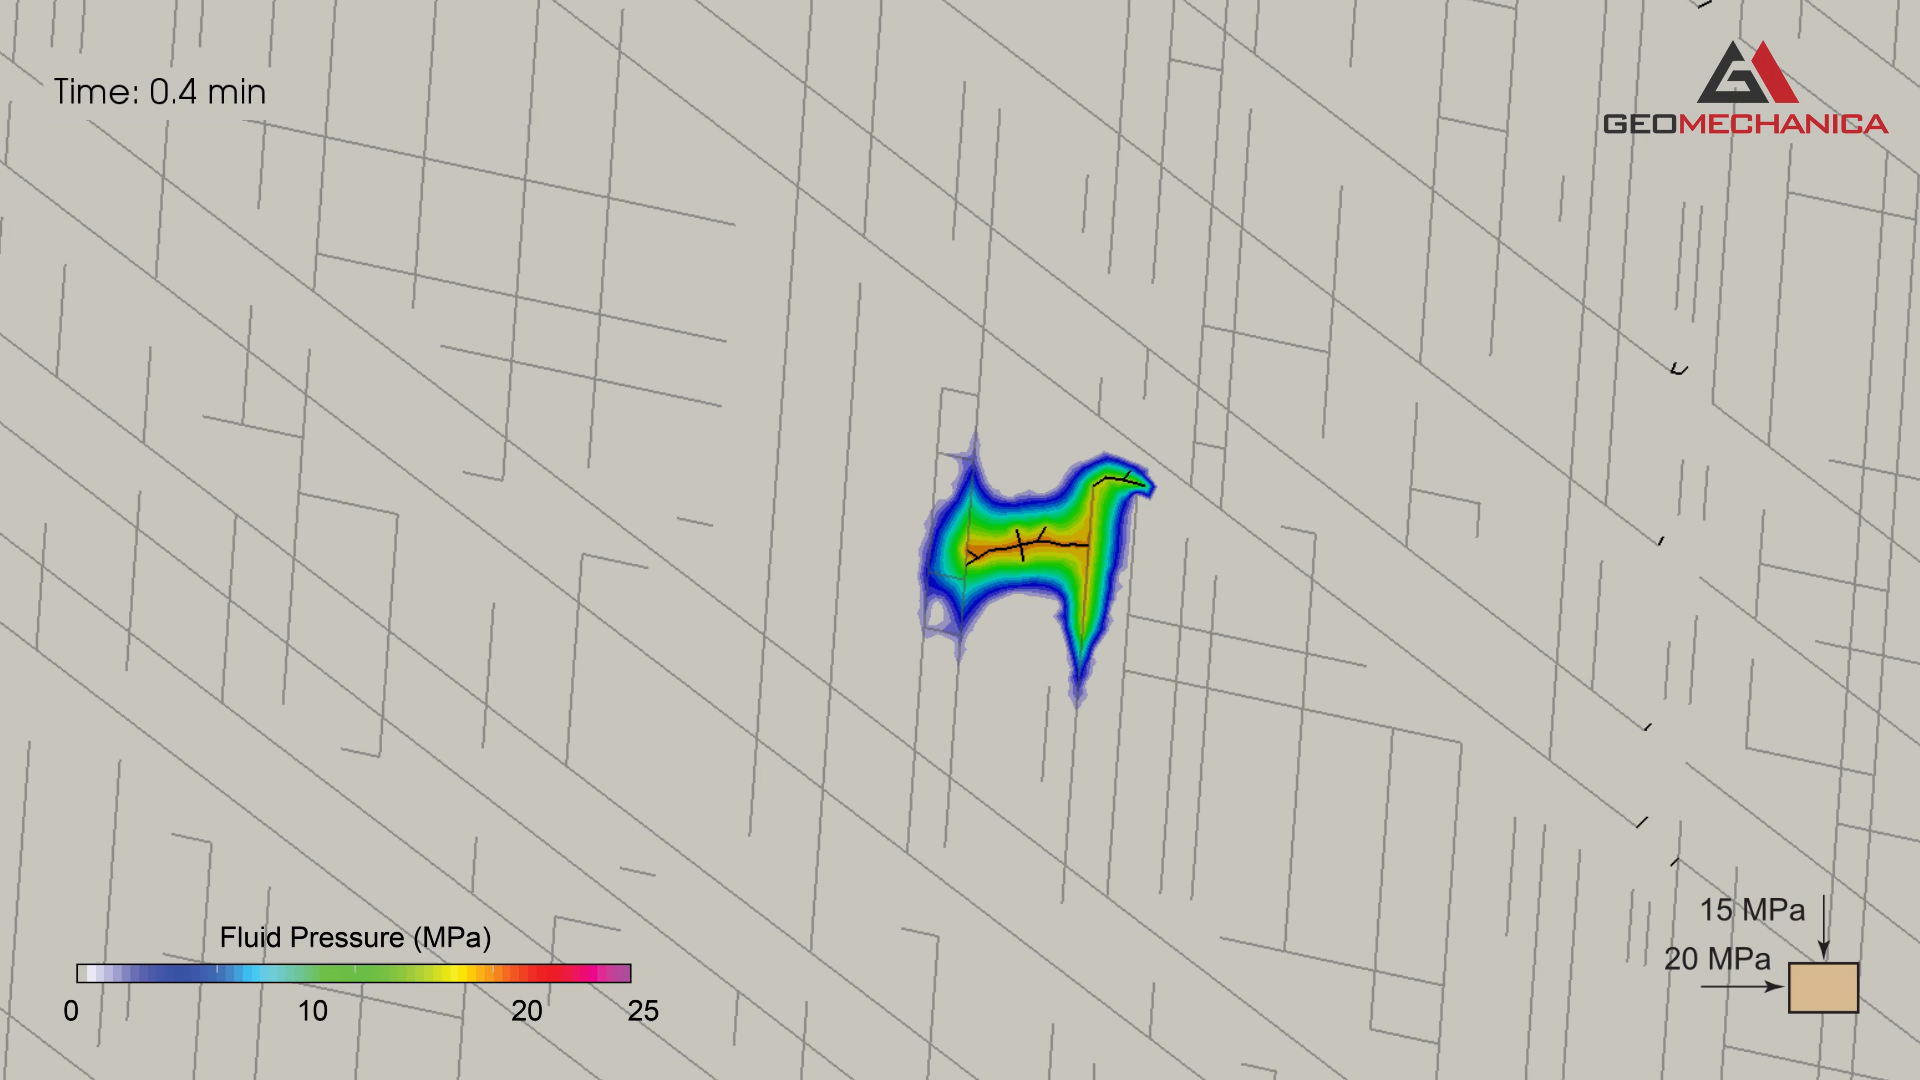 Time: 0.4 min
GEOMECHANICA
Fluid Pressure (MPa)
0 10 20 25
15 MPa
20 MPa